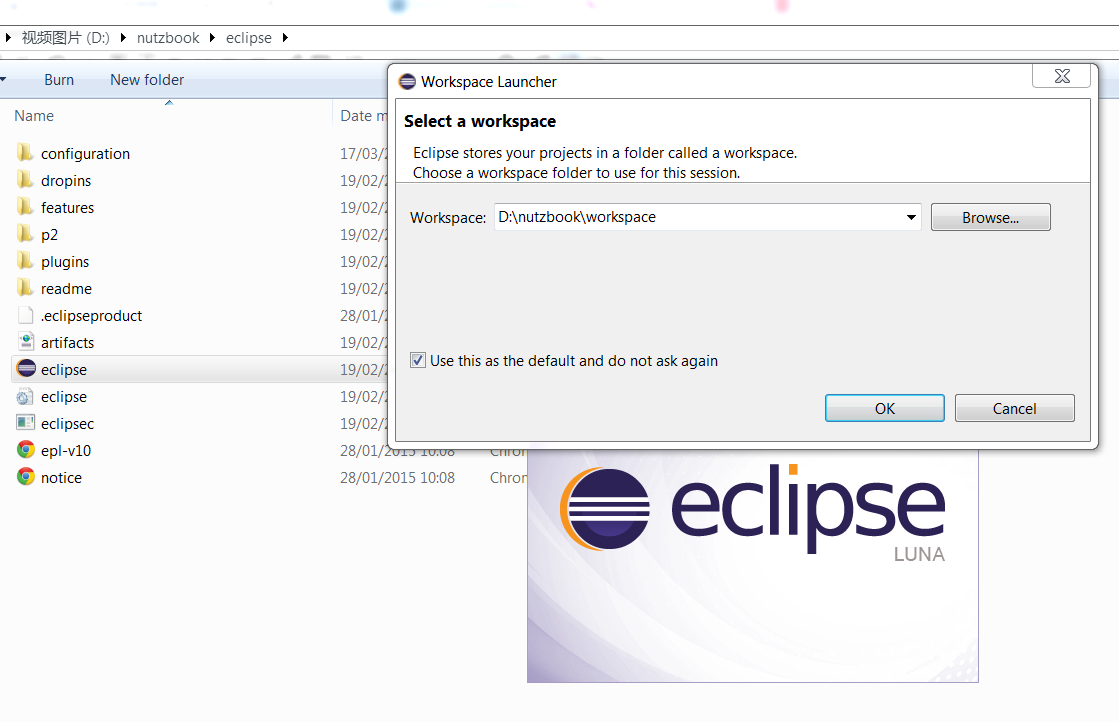 视频图片 (D:) nutzbook eclipse
Burn New folder
Name Date m
configuration 17/03/2
dropins 19/02/2
features 19/02/2
p2 19/02/2
plugins 19/02/2
readme 19/02/2
.eclipseproduct 28/01/2
artifacts 19/02/2
eclipse 19/02/2
eclipse 19/02/2
eclipsec 19/02/2
epl-v10 28/01/2015 10:08 Chron
notice 28/01/2015 10:08 Chron
Workspace Launcher
Select a workspace
Eclipse stores your projects in a folder called a workspace.
Choose a workspace folder to use for this session.
Workspace: D:\nutzbook\workspace Browse...
Use this as the default and do not ask again
OK Cancel
eclipse
LUNA